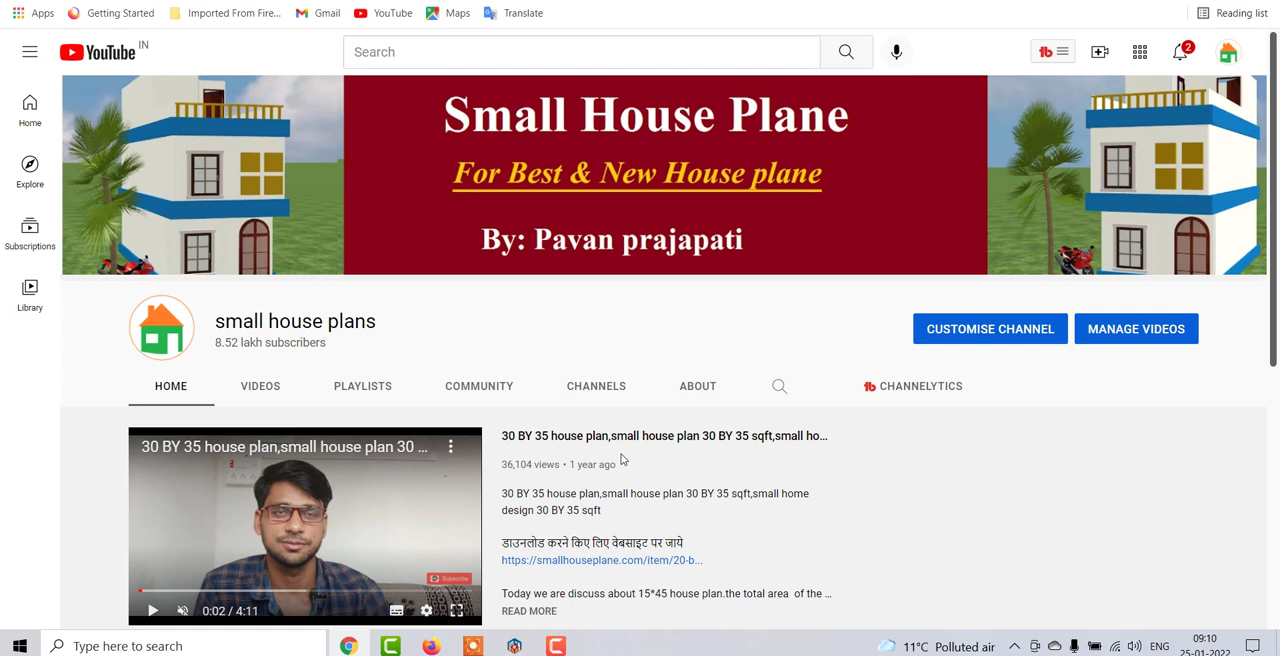 Apps Getting Started Imported From Fire... Gmail YouTube Maps Translate Reading list
YouTube IN Search tb 2
Home
Explore
Subscriptions
Library
Small House Plane
For Best & New House plane
By: Pavan prajapati
small house plans
8.52 lakh subscribers
CUSTOMISE CHANNEL MANAGE VIDEOS
HOME VIDEOS PLAYLISTS COMMUNITY CHANNELS ABOUT tb CHANNELYTICS
30 BY 35 house plan,small house plan 30 ...
Subscribe
0:02 / 4:11
30 BY 35 house plan,small house plan 30 BY 35 sqft,small ho...
36,104 views • 1 year ago
30 BY 35 house plan,small house plan 30 BY 35 sqft,small home
design 30 BY 35 sqft
डाउनलोड करने किए लिए वेबसाइट पर जाये
https://smallhouseplane.com/item/20-b...
Today we are discuss about 15*45 house plan.the total area of the ...
READ MORE
Type here to search 11°C Polluted air ENG 09:10
25-01-2022